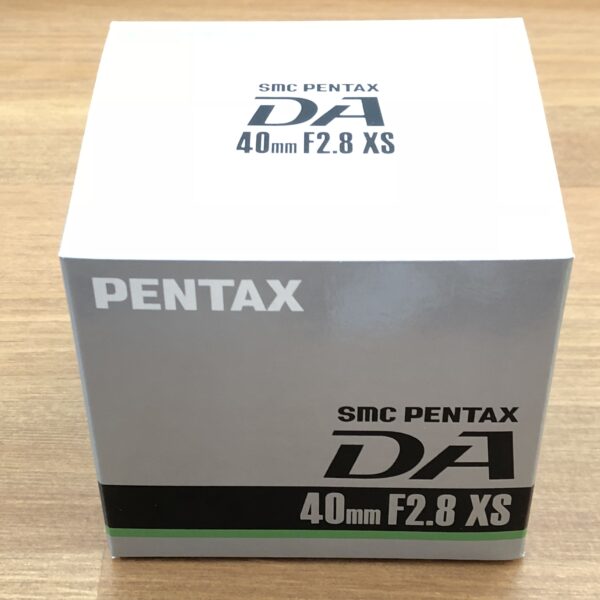 smc PENTAX
DA
40mm F2.8 XS
PENTAX
smc PENTAX
DA
40mm F2.8 XS